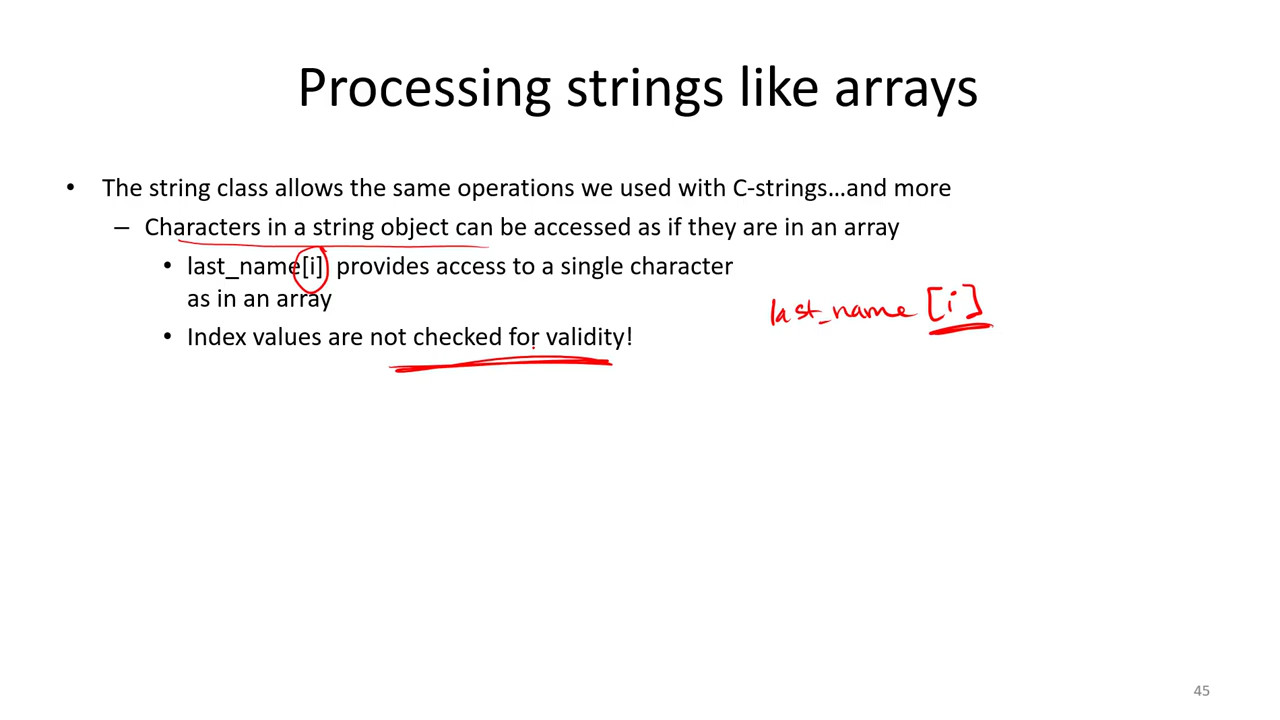 Processing strings like arrays
• The string class allows the same operations we used with C-strings…and more
– Characters in a string object can be accessed as if they are in an array
• last_name[i] provides access to a single character
as in an array
last_name [i]
• Index values are not checked for validity!
45